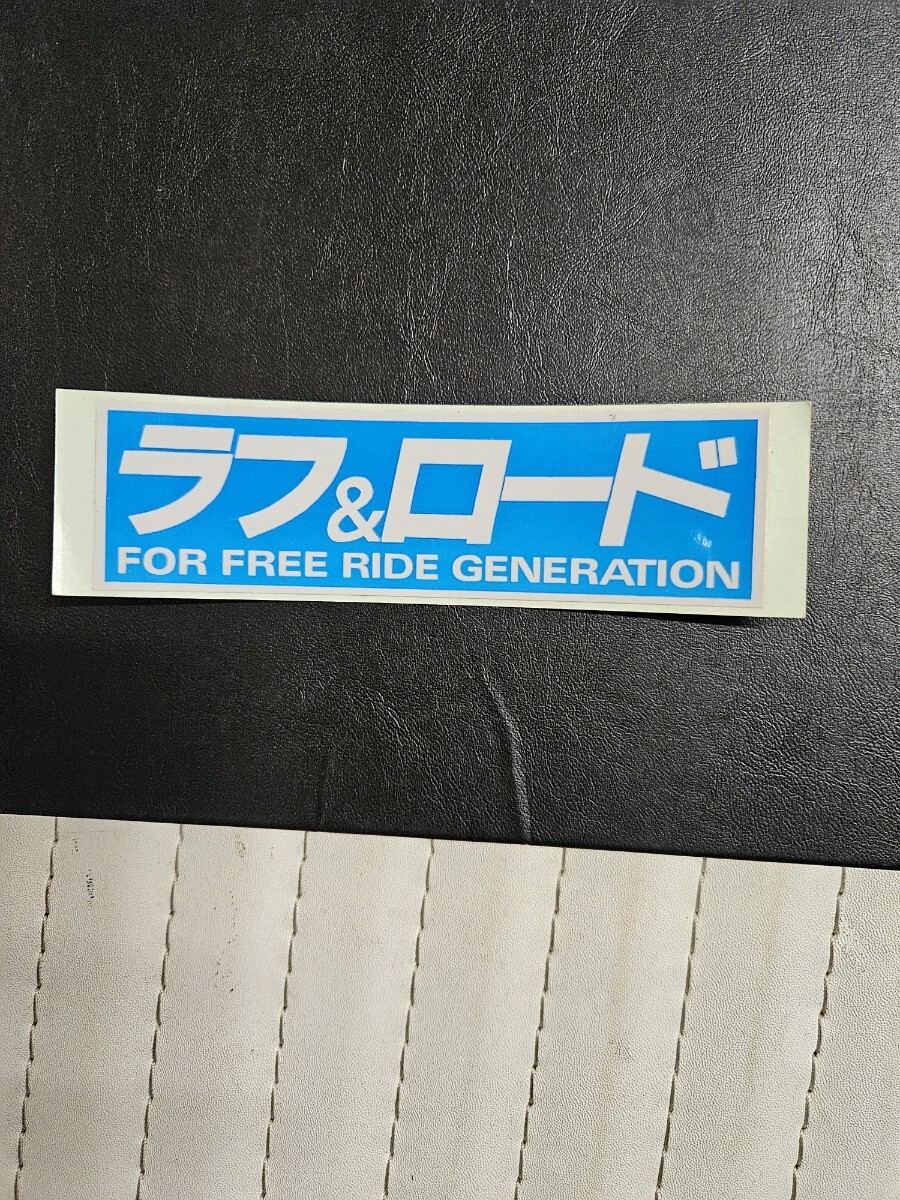 ラフ&ロード
FOR FREE RIDE GENERATION